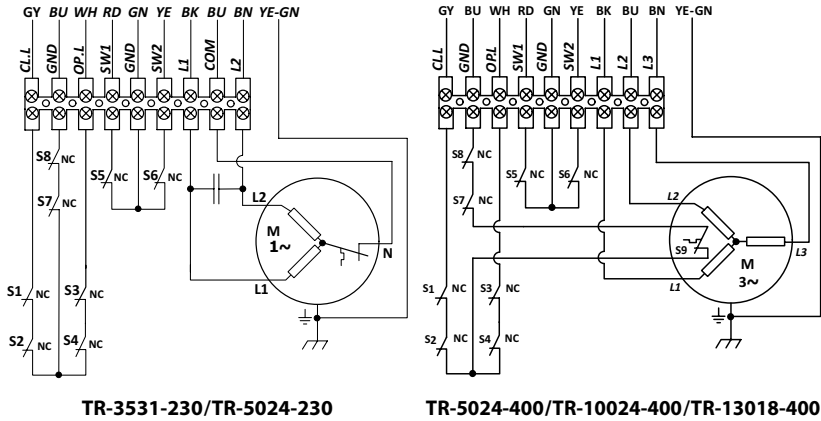 GY BU WH RD GN YE BK BU BN YE-GN
CL.L GND OP.L SW1 GND SW2 L1 COM L2
S8 NC
S7 NC
S5 NC
S6 NC
L2
M
1~
N
L1
S1 NC
S3 NC
S2 NC
S4 NC
TR-3531-230/TR-5024-230
GY BU WH RD GN YE BK BU BN YE-GN
CL.L GND OP.L SW1 GND SW2 L1 L2 L3
S8 NC
S7 NC
S5 NC
S6 NC
L2
S9
M
3~
L3
L1
S1 NC
S3 NC
S2 NC
S4 NC
TR-5024-400/TR-10024-400/TR-13018-400